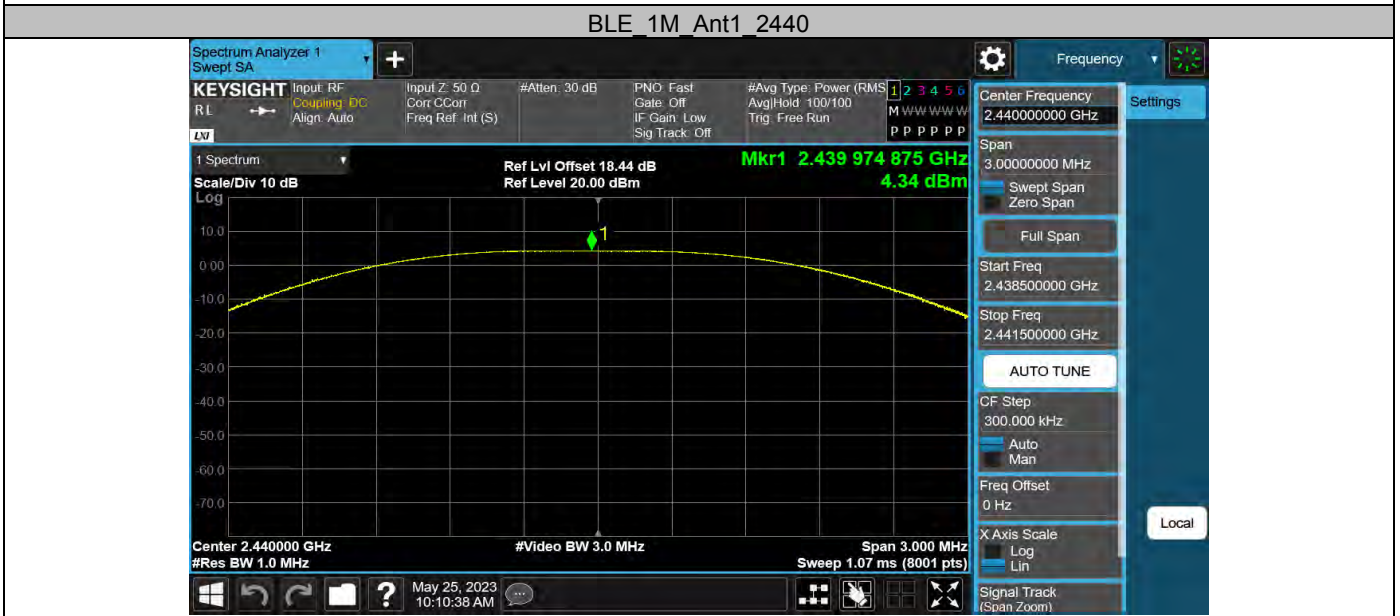 BLE_1M_Ant1_2440
Spectrum Analyzer 1
Swept SA
+
Frequency
KEYSIGHT
RL
LXI
Input: RF
Coupling: DC
Align: Auto
Input Z: 50 Ω
Corr CCorr
Freq Ref: Int (S)
#Atten: 30 dB
PNO: Fast
Gate: Off
IF Gain: Low
Sig Track: Off
#Avg Type: Power (RMS
Avg|Hold: 100/100
Trig: Free Run
1 2 3 4 5 6
M W W W W W
P P P P P P
1 Spectrum
Scale/Div 10 dB
Log
Ref Lvl Offset 18.44 dB
Ref Level 20.00 dBm
Mkr1 2.439 974 875 GHz
4.34 dBm
1
10.0
0.00
-10.0
-20.0
-30.0
-40.0
-50.0
-60.0
-70.0
Center 2.440000 GHz
#Res BW 1.0 MHz
#Video BW 3.0 MHz
Span 3.000 MHz
Sweep 1.07 ms (8001 pts)
Center Frequency
2.440000000 GHz
Span
3.00000000 MHz
Swept Span
Zero Span
Full Span
Start Freq
2.438500000 GHz
Stop Freq
2.441500000 GHz
AUTO TUNE
CF Step
300.000 kHz
Auto
Man
Freq Offset
0 Hz
X Axis Scale
Log
Lin
Signal Track
(Span Zoom)
Settings
Local
?
May 25, 2023
10:10:38 AM